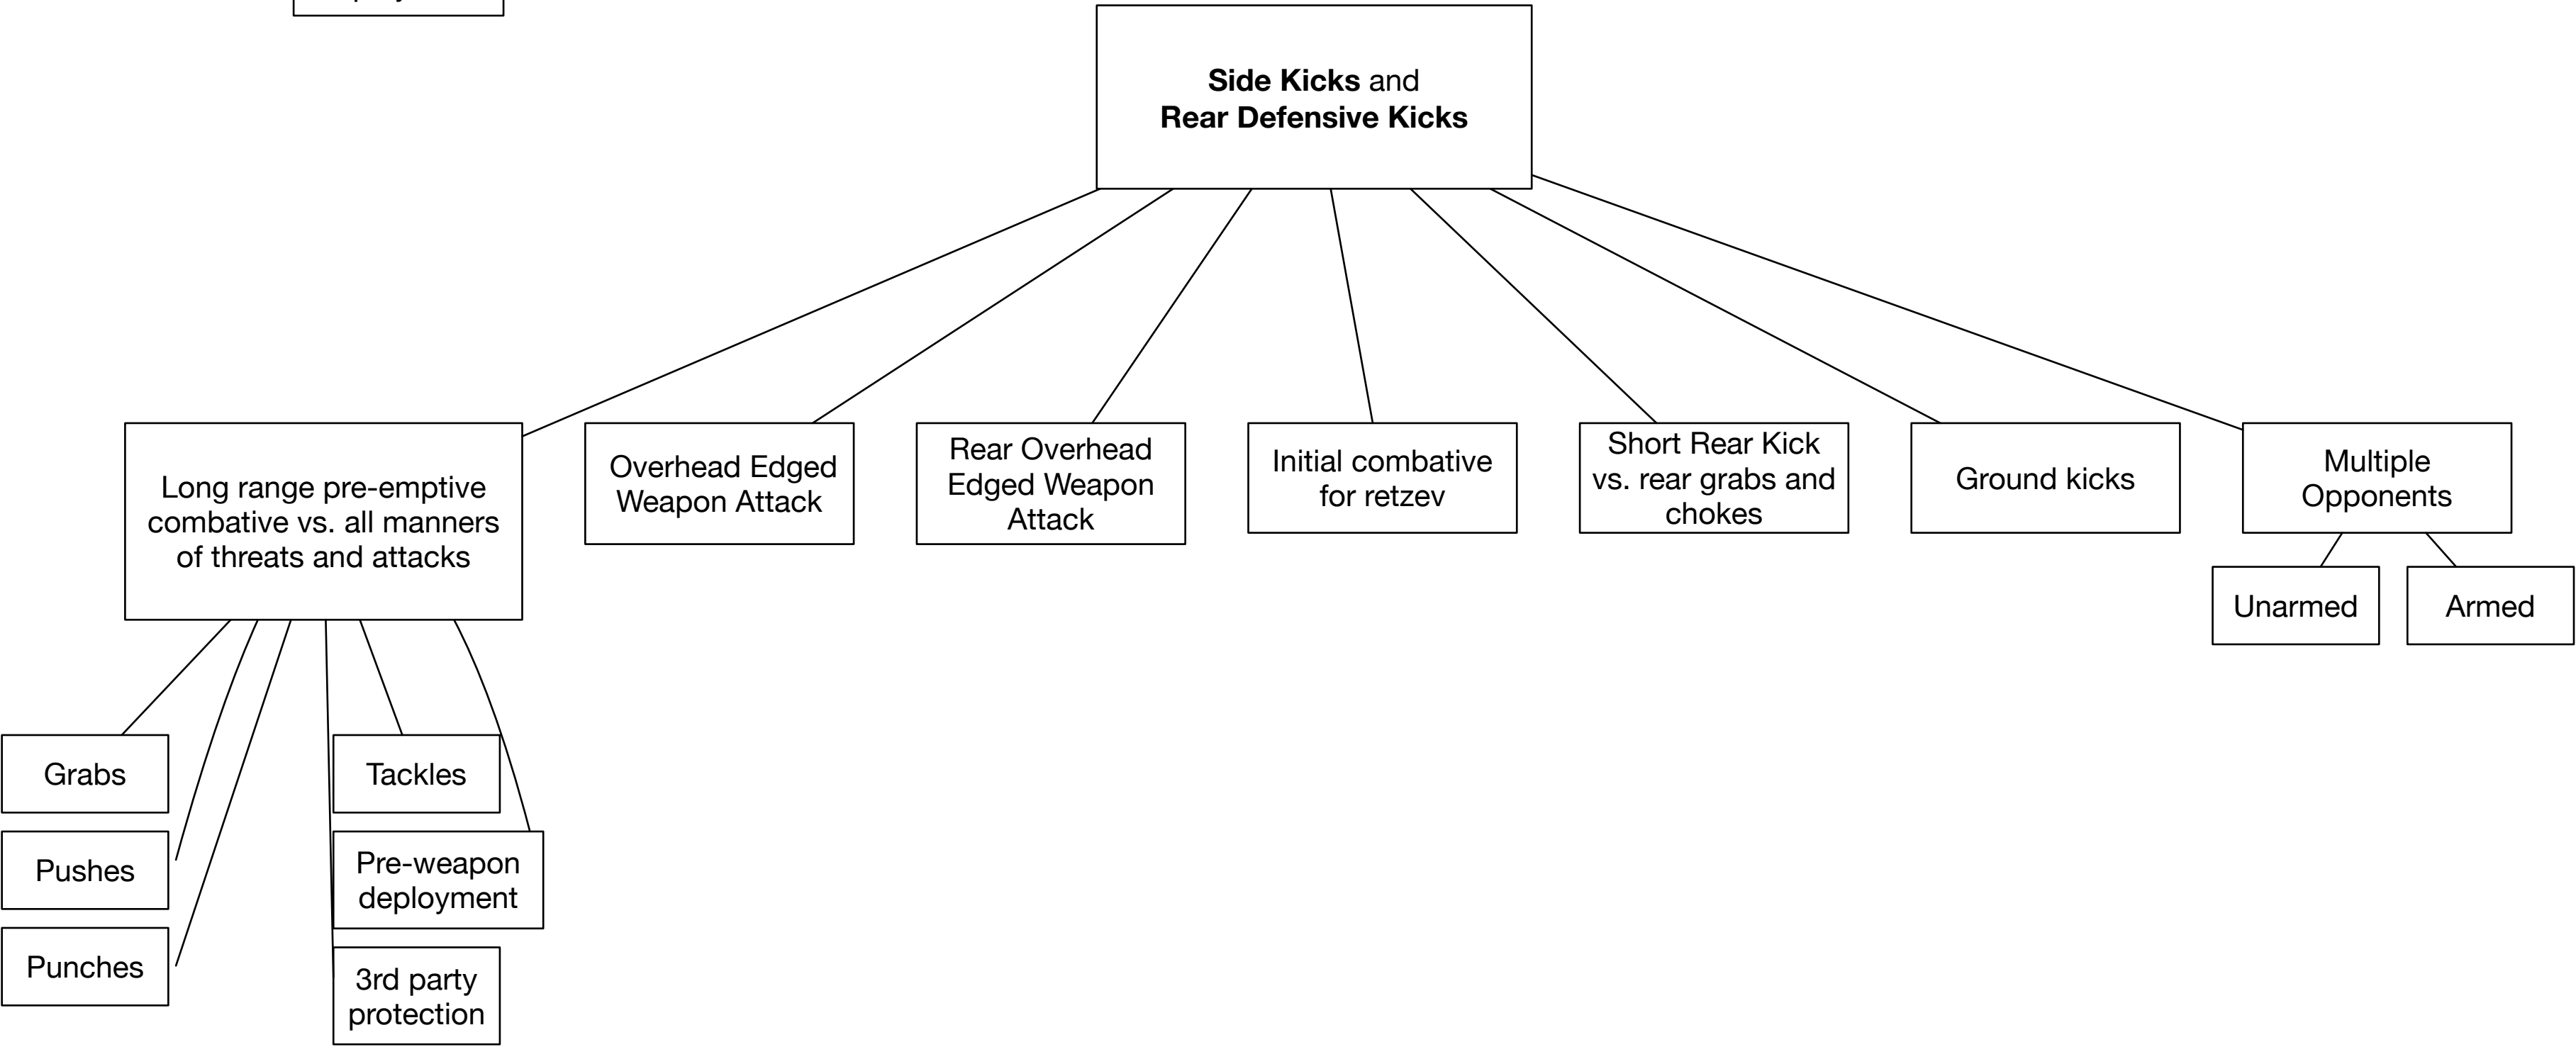 Side Kicks and
Rear Defensive Kicks
Long range pre-emptive
combative vs. all manners
of threats and attacks
Overhead Edged
Weapon Attack
Rear Overhead
Edged Weapon
Attack
Initial combative
for retzev
Short Rear Kick
vs. rear grabs and
chokes
Ground kicks
Multiple
Opponents
Unarmed
Armed
Grabs
Pushes
Punches
Tackles
Pre-weapon
deployment
3rd party
protection